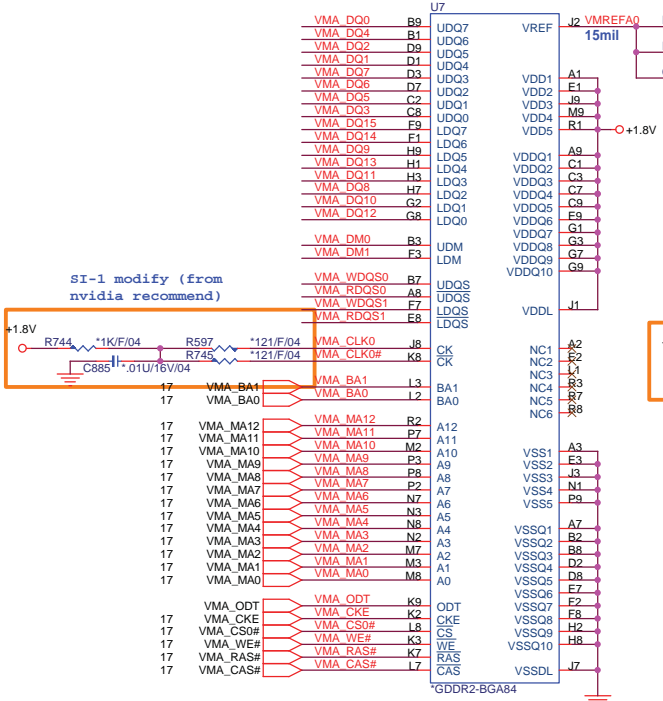 U7
VMA_DQ0 B9 UDQ7 VREF J2 VMREFA0
VMA_DQ4 B1 UDQ6 15mil
VMA_DQ2 D9 UDQ5
VMA_DQ1 D1 UDQ4
VMA_DQ7 D3 UDQ3 VDD1 A1
VMA_DQ6 D7 UDQ2 VDD2 E1
VMA_DQ5 C2 UDQ1 VDD3 J9
VMA_DQ3 C8 UDQ0 VDD4 M9
VMA_DQ15 F9 LDQ7 VDD5 R1 +1.8V
VMA_DQ14 F1 LDQ6
VMA_DQ9 H9 LDQ5 VDDQ1 A9
VMA_DQ13 H1 LDQ4 VDDQ2 C1
VMA_DQ11 H3 LDQ3 VDDQ3 C3
VMA_DQ8 H7 LDQ2 VDDQ4 C7
VMA_DQ10 G2 LDQ1 VDDQ5 C9
VMA_DQ12 G8 LDQ0 VDDQ6 E9
VDDQ7 G1
VMA_DM0 B3 UDM VDDQ8 G3
VMA_DM1 F3 LDM VDDQ9 G7
VDDQ10 G9
SI-1 modify (from
nvidia recommend)
VMA_WDQS0 B7 UDQS
VMA_RDQS0 A8 UDQS
VMA_WDQS1 F7 LDQS VDDL J1
VMA_RDQS1 E8 LDQS
+1.8V
R744 *1K/F/04 R597 *121/F/04 VMA_CLK0 J8 CK NC1 A2
R745 *121/F/04 VMA_CLK0# K8 CK NC2 E2
C885 *.01U/16V/04 NC3 L1
17 VMA_BA1 VMA_BA1 L3 BA1 NC4 R3
17 VMA_BA0 VMA_BA0 L2 BA0 NC5 R7
NC6 R8
17 VMA_MA12 VMA_MA12 R2 A12
17 VMA_MA11 VMA_MA11 P7 A11
17 VMA_MA10 VMA_MA10 M2 A10 VSS1 A3
17 VMA_MA9 VMA_MA9 P3 A9 VSS2 E3
17 VMA_MA8 VMA_MA8 P8 A8 VSS3 J3
17 VMA_MA7 VMA_MA7 P2 A7 VSS4 N1
17 VMA_MA6 VMA_MA6 N7 A6 VSS5 P9
17 VMA_MA5 VMA_MA5 N3 A5
17 VMA_MA4 VMA_MA4 N8 A4 VSSQ1 A7
17 VMA_MA3 VMA_MA3 N2 A3 VSSQ2 B2
17 VMA_MA2 VMA_MA2 M7 A2 VSSQ3 B8
17 VMA_MA1 VMA_MA1 M3 A1 VSSQ4 D2
17 VMA_MA0 VMA_MA0 M8 A0 VSSQ5 D8
VSSQ6 E7
VMA_ODT VMA_ODT K9 ODT VSSQ7 F2
17 VMA_CKE VMA_CKE K2 CKE VSSQ8 F8
17 VMA_CS0# VMA_CS0# L8 CS VSSQ9 H2
17 VMA_WE# VMA_WE# K3 WE VSSQ10 H8
17 VMA_RAS# VMA_RAS# K7 RAS
17 VMA_CAS# VMA_CAS# L7 CAS VSSDL J7
*GDDR2-BGA84